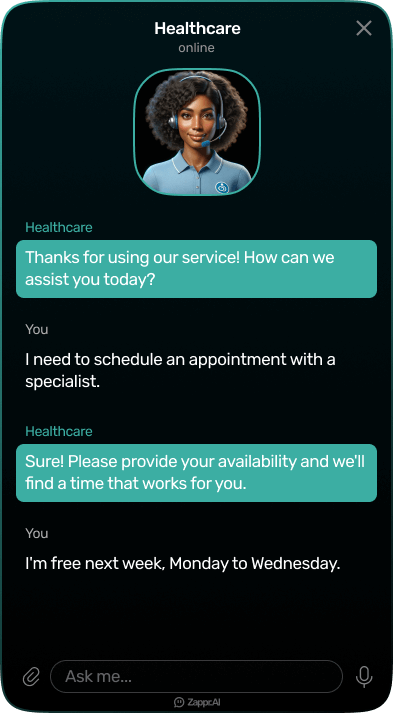 Healthcare
online
Healthcare
Thanks for using our service! How can we
assist you today?
You
I need to schedule an appointment with a
specialist.
Healthcare
Sure! Please provide your availability and we'll
find a time that works for you.
You
I'm free next week, Monday to Wednesday.
Ask me...
Zappr.AI